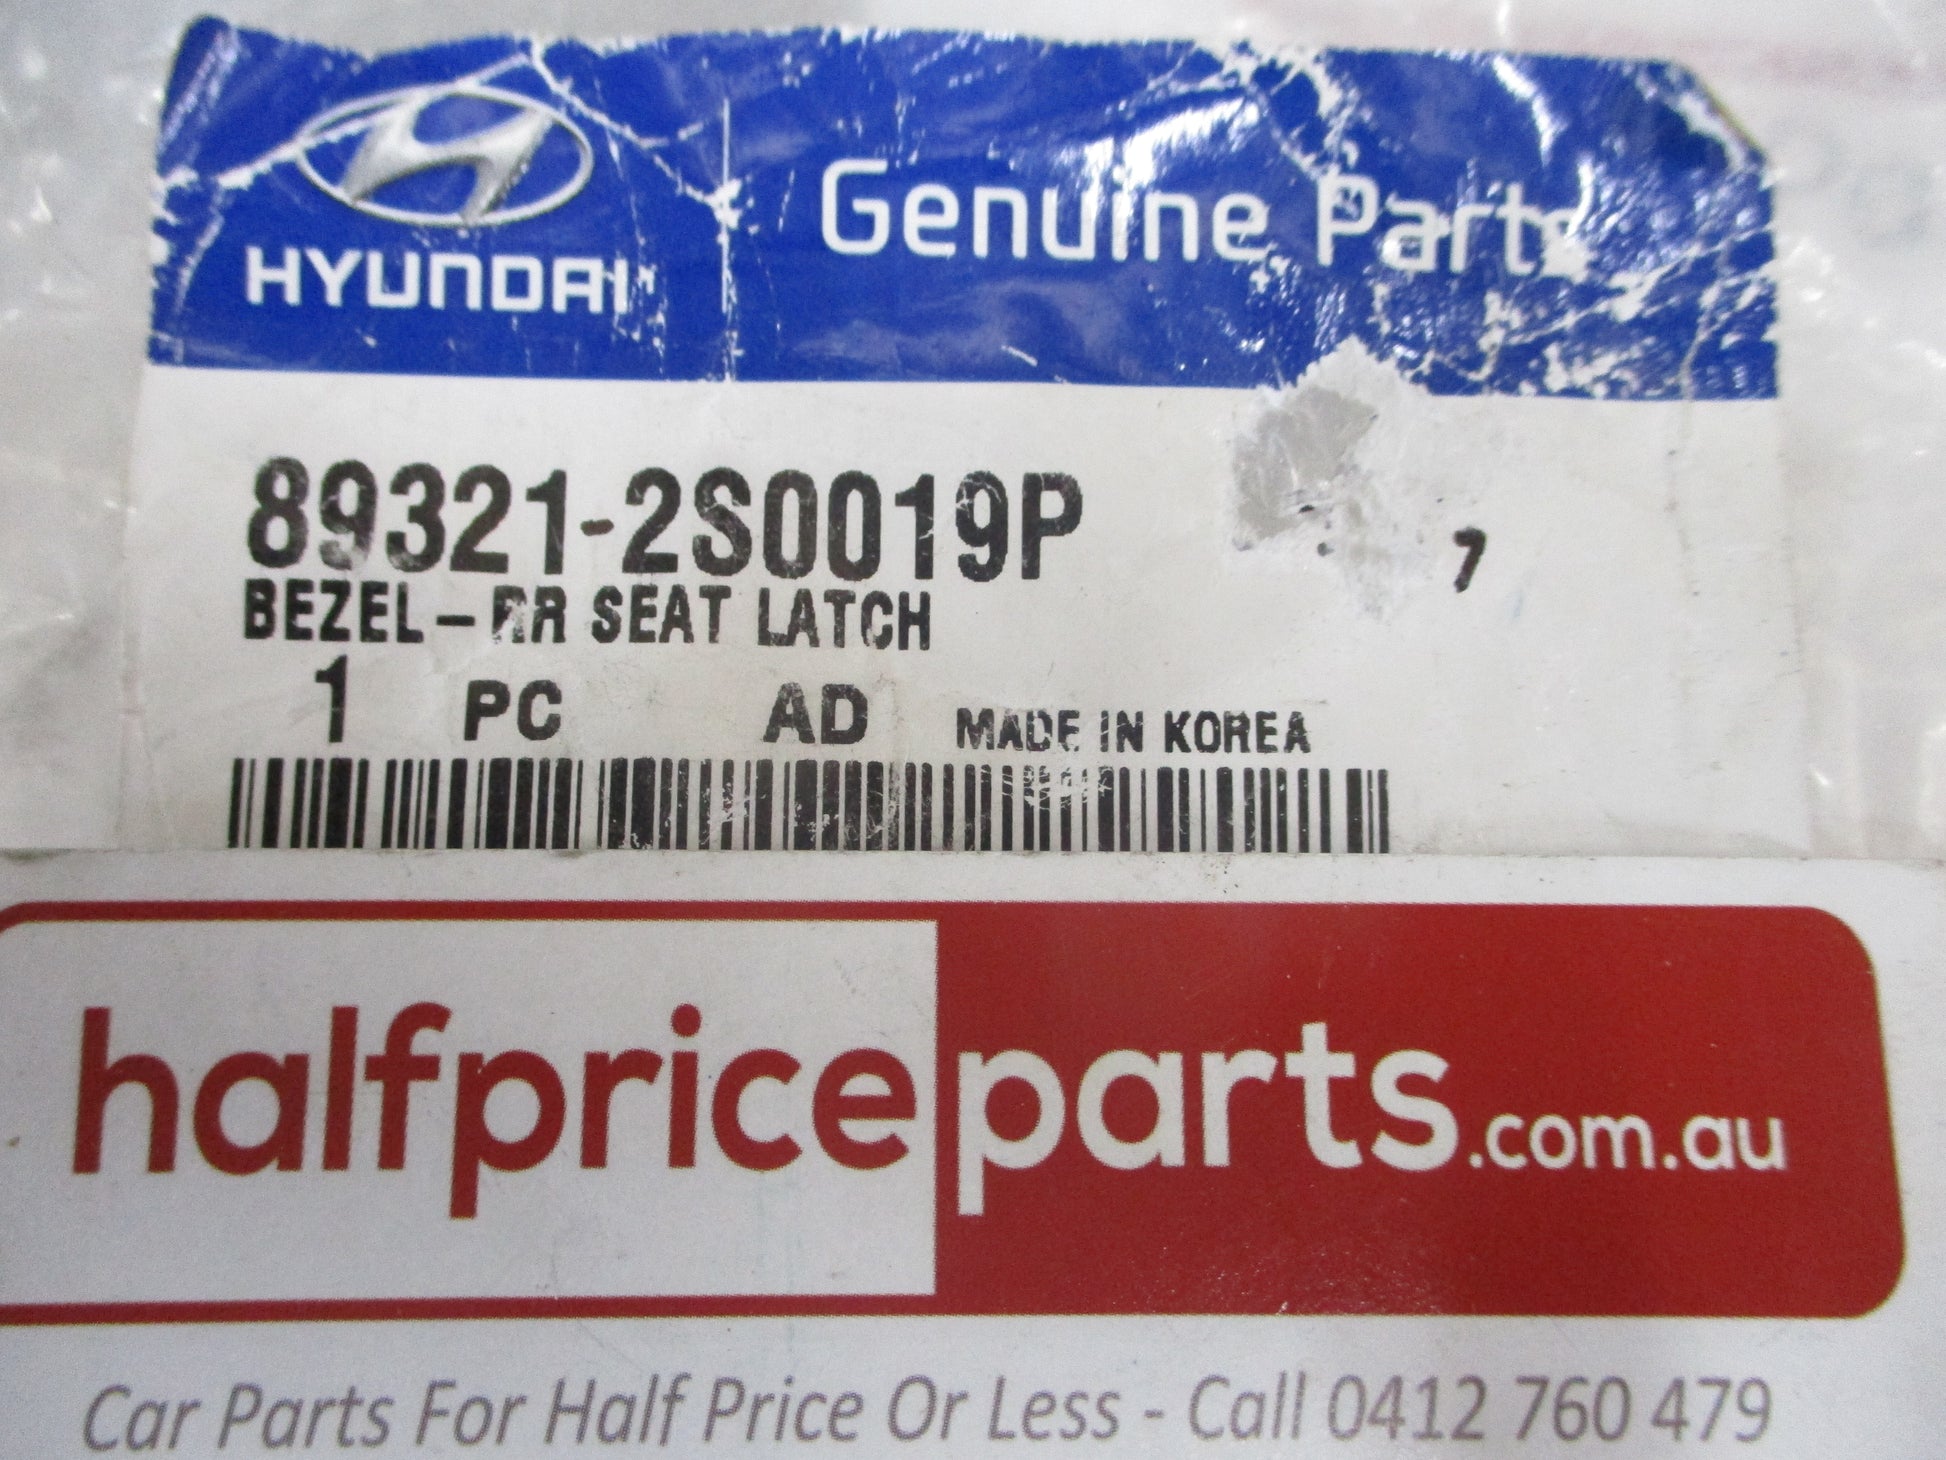 HYUNDAI
Genuine Parts
89321-2S0019P
7
BEZEL-RR SEAT LATCH
1 PC AD MADE IN KOREA
halfpriceparts.com.au
Car Parts For Half Price Or Less - Call 0412 760 479